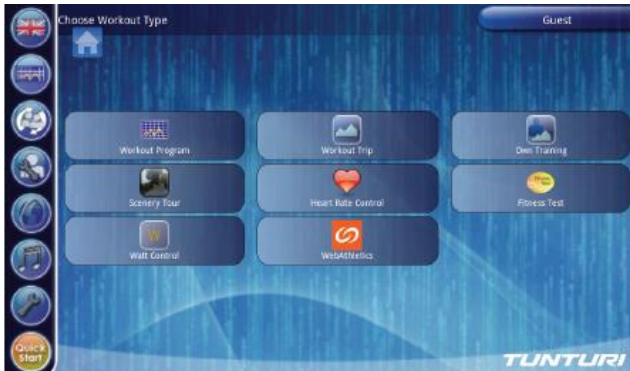 Choose Workout Type
Guest
Workout Program
Workout Trip
Own Training
Scenery Tour
Heart Rate Control
Fitness Test
Watt Control
WebAthletics
Quick
Start
TUNTURI